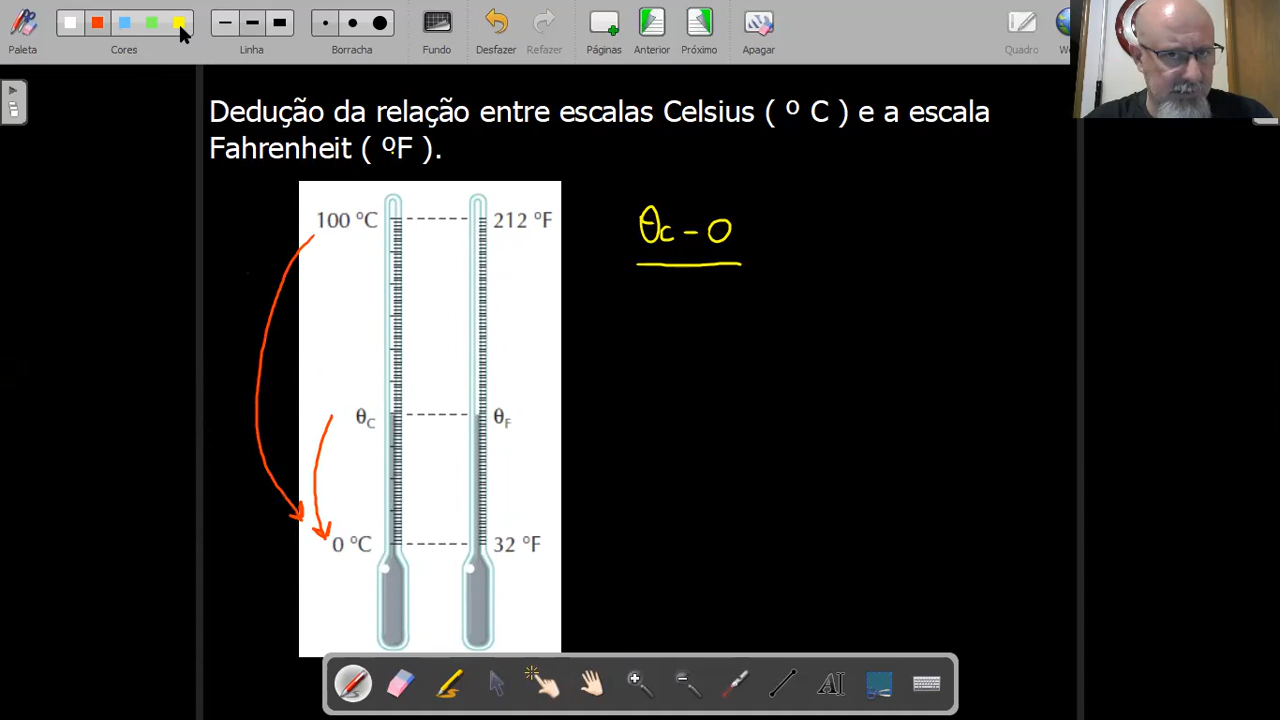 Paleta
Cores
Linha
Borracha
Fundo
Desfazer
Refazer
Páginas
Anterior
Próximo
Apagar
Quadro
Dedução da relação entre escalas Celsius ( º C ) e a escala
Fahrenheit ( ºF ).
100 °C
212 °F
θC - 0
θC
θF
0 °C
32 °F
AI